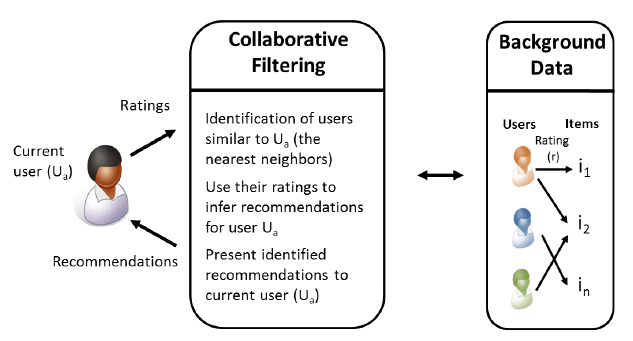 Collaborative
Filtering
Background
Data
Ratings
Current
user (Ua)
Recommendations
Identification of users
similar to Ua (the
nearest neighbors)
Use their ratings to
infer recommendations
for user Ua
Present identified
recommendations to
current user (Ua)
Users Items
Rating
(r)
i1
i2
in